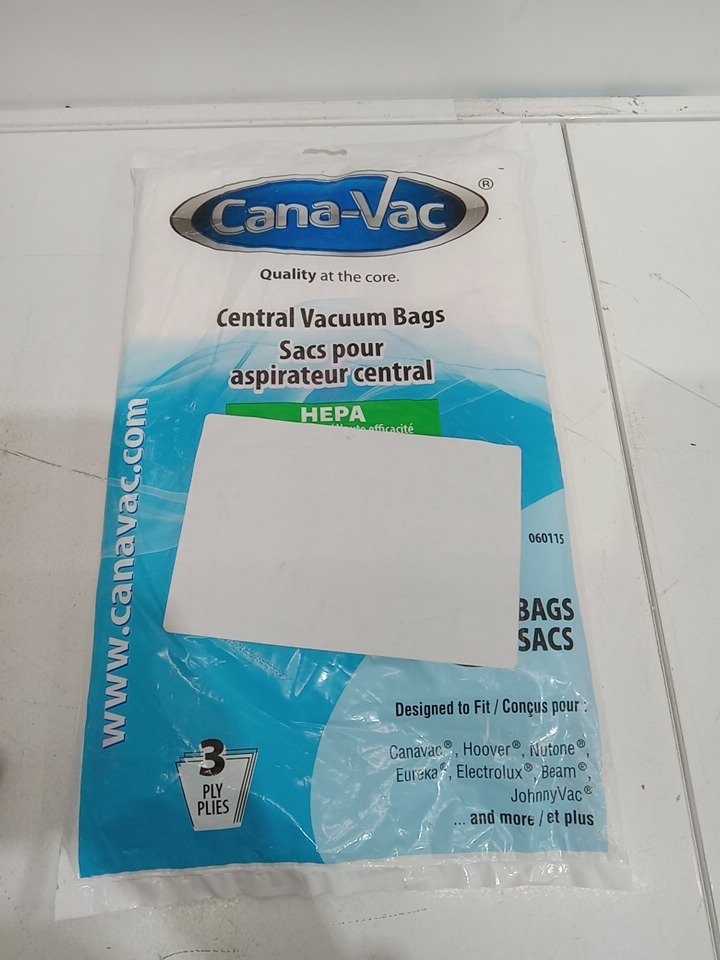 Cana-Vac®
Quality at the core.
Central Vacuum Bags
Sacs pour
aspirateur central
HEPA
efficacité
www.canavac.com
060115
BAGS
SACS
Designed to Fit / Conçus pour :
Canavac®, Hoover®, Nutone®,
Eureka®, Electrolux®, Beam®,
JohnnyVac®
... and more / et plus
3
PLY
PLIES